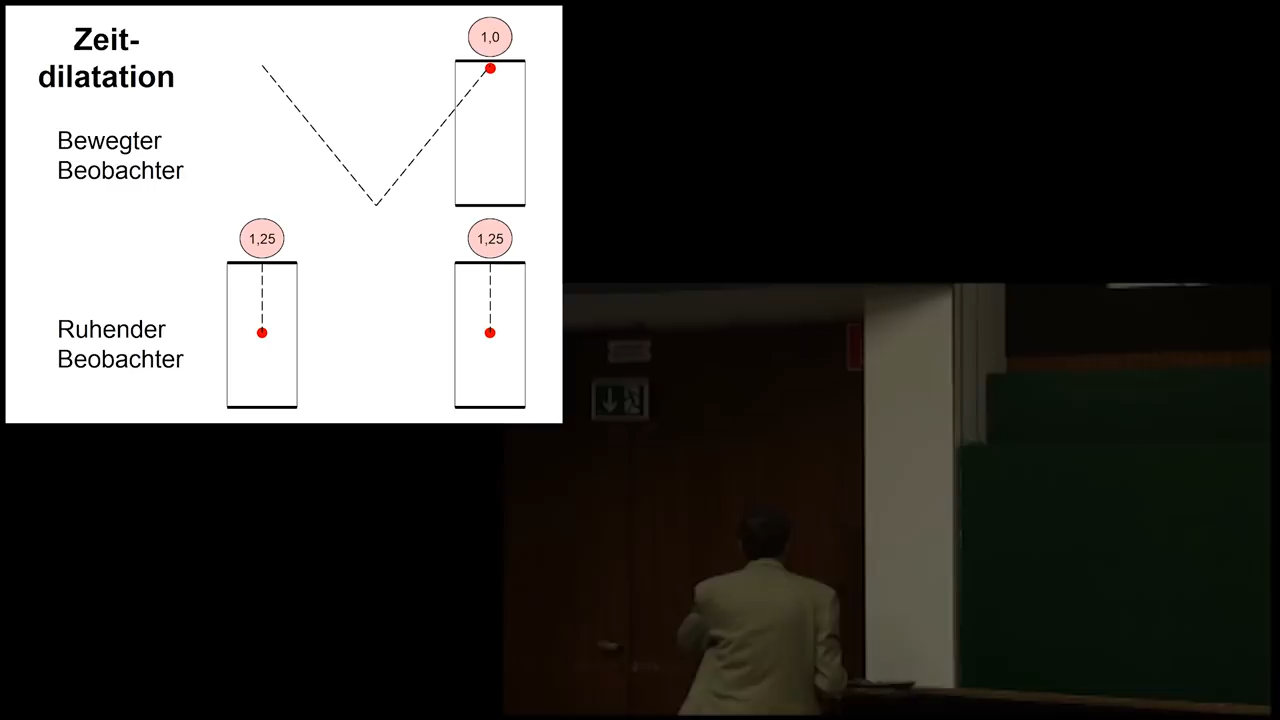 Zeit-
dilatation
1,0
Bewegter
Beobachter
1,25
1,25
Ruhender
Beobachter